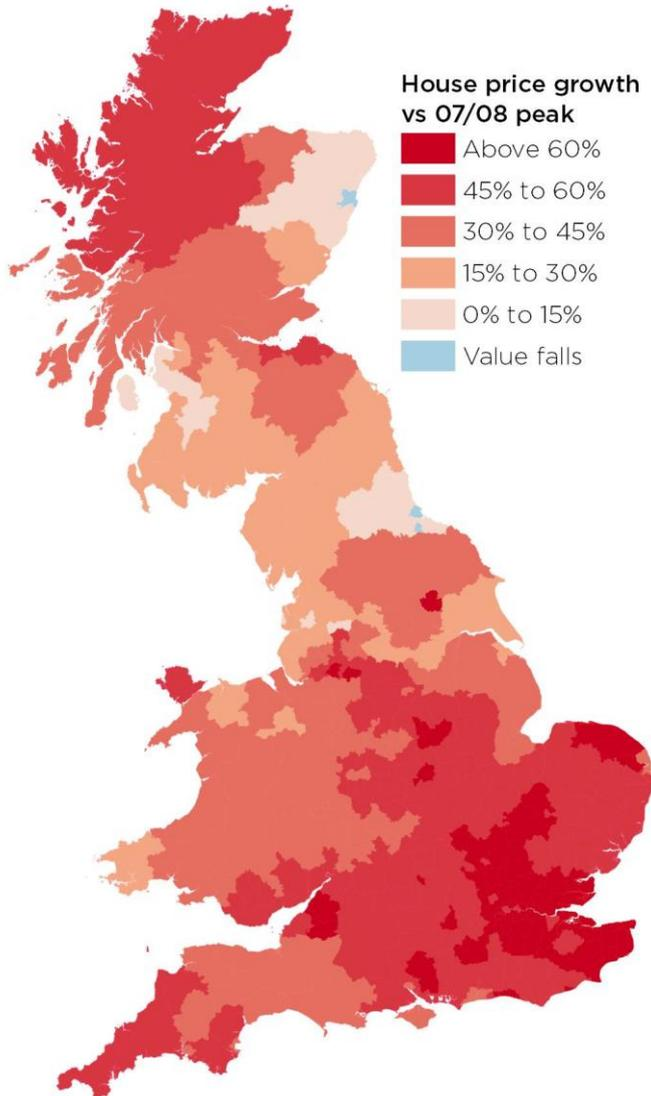 House price growth
vs 07/08 peak
Above 60%
45% to 60%
30% to 45%
15% to 30%
0% to 15%
Value falls